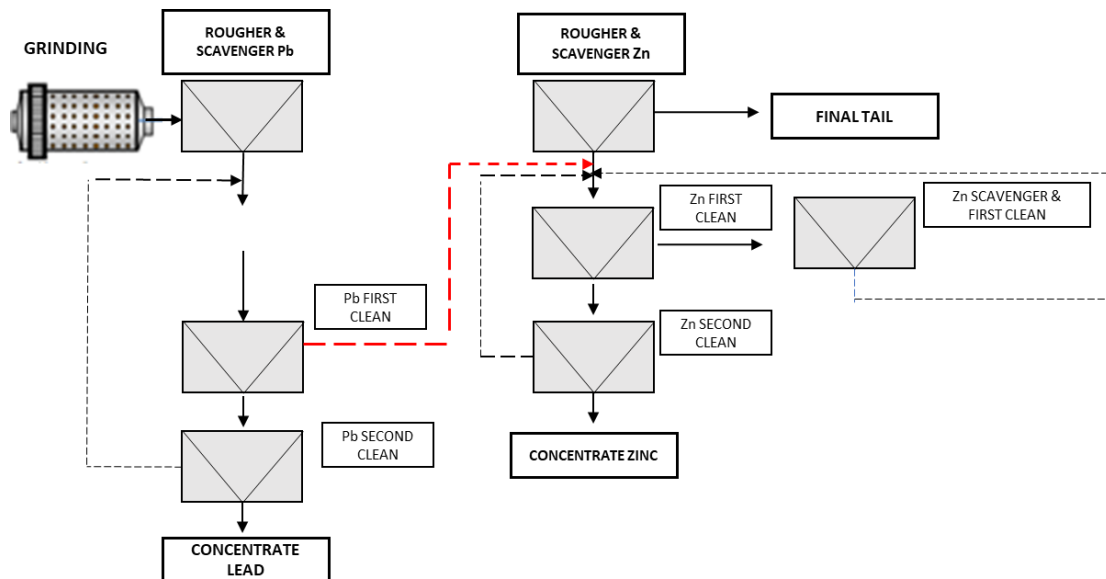 GRINDING
ROUGHER &
SCAVENGER Pb
ROUGHER &
SCAVENGER Zn
FINAL TAIL
Zn FIRST
CLEAN
Zn SCAVENGER &
FIRST CLEAN
Pb FIRST
CLEAN
Zn SECOND
CLEAN
Pb SECOND
CLEAN
CONCENTRATE ZINC
CONCENTRATE
LEAD